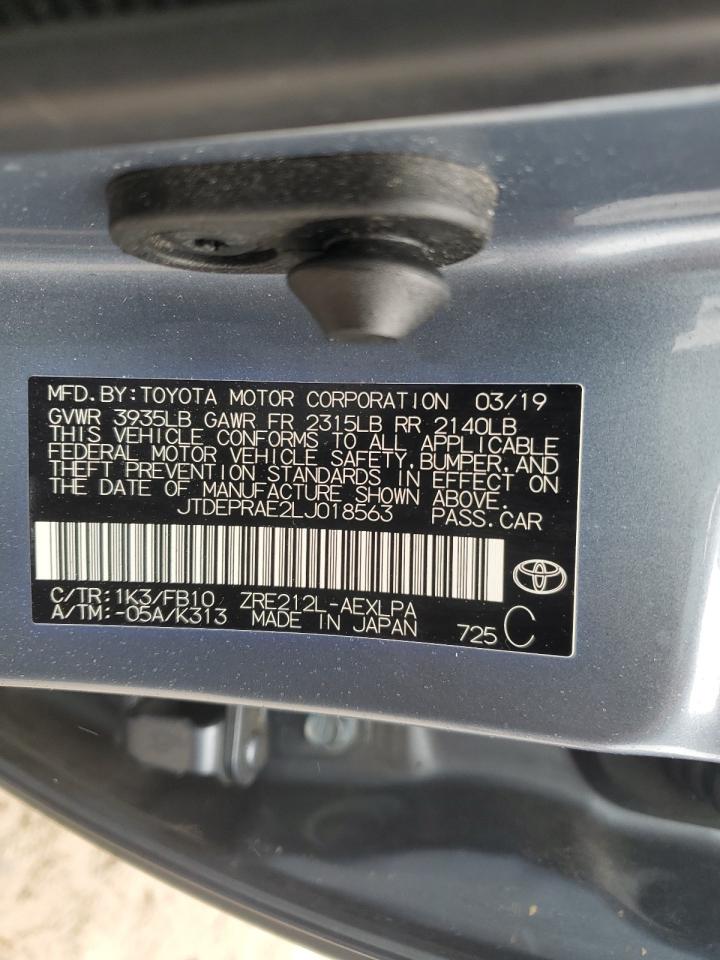 MFD.BY:TOYOTA MOTOR CORPORATION 03/19
GVWR 3935LB GAWR FR 2315LB RR 2140LB
THIS VEHICLE CONFORMS TO ALL APPLICABLE
FEDERAL MOTOR VEHICLE SAFETY,BUMPER,AND
THEFT PREVENTION STANDARDS IN EFFECT ON
THE DATE OF MANUFACTURE SHOWN ABOVE.
JTDEPRAE2LJ018563 PASS.CAR
C/TR:1K3/FB10 ZRE212L-AEXLPA
A/TM:-05A/K313 MADE IN JAPAN 725 C